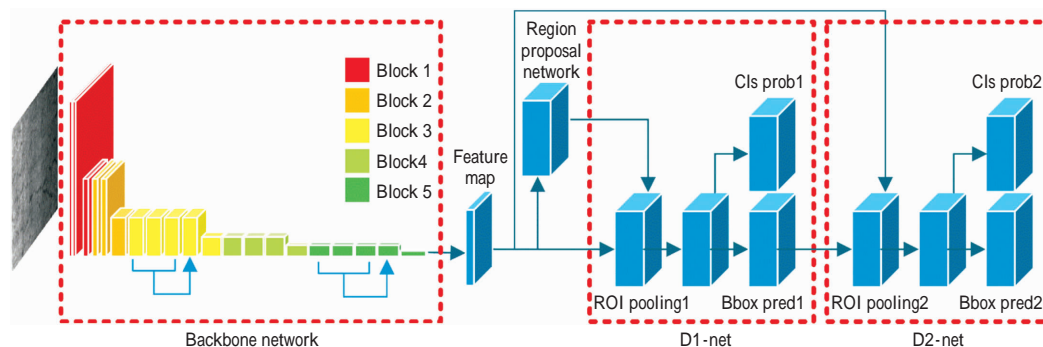 Block 1
Block 2
Block 3
Block4
Block 5
Backbone network
Feature
map
Region
proposal
network
Cls prob1
ROI pooling1
Bbox pred1
D1-net
Cls prob2
ROI pooling2
Bbox pred2
D2-net